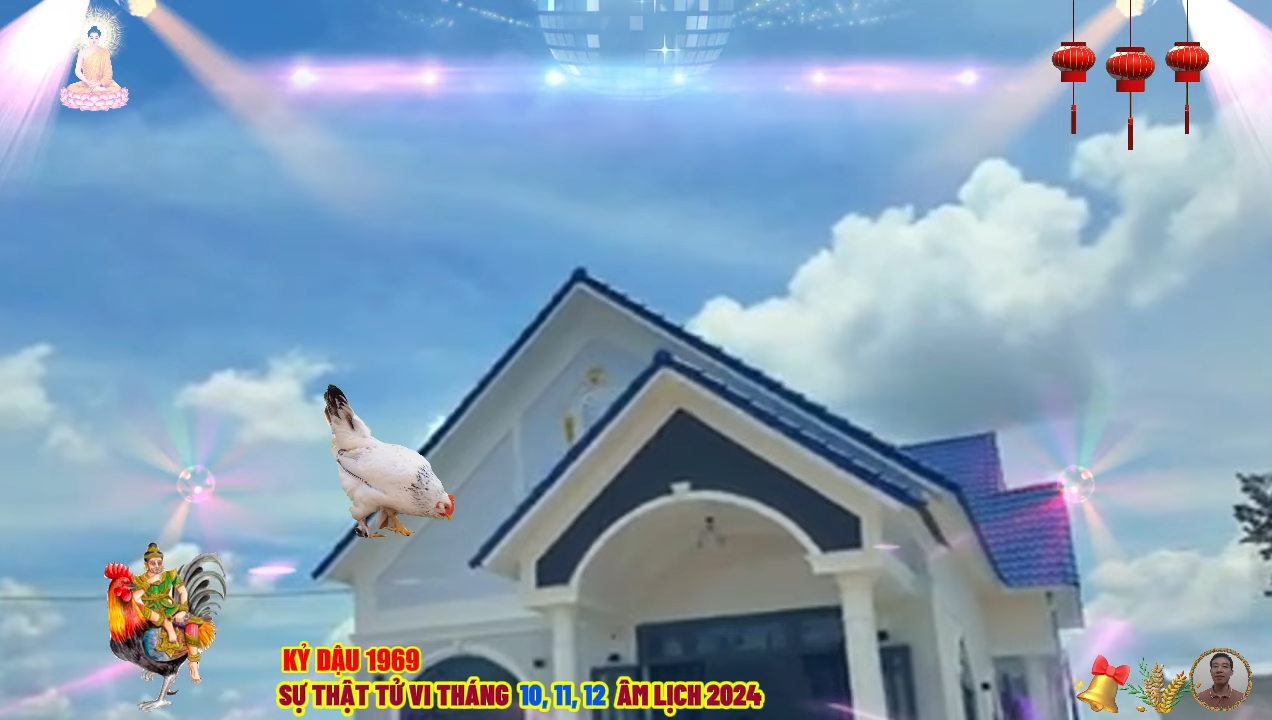 KỶ DẬU 1969
SỰ THẬT TỬ VI THÁNG 10, 11, 12 ÂM LỊCH 2024